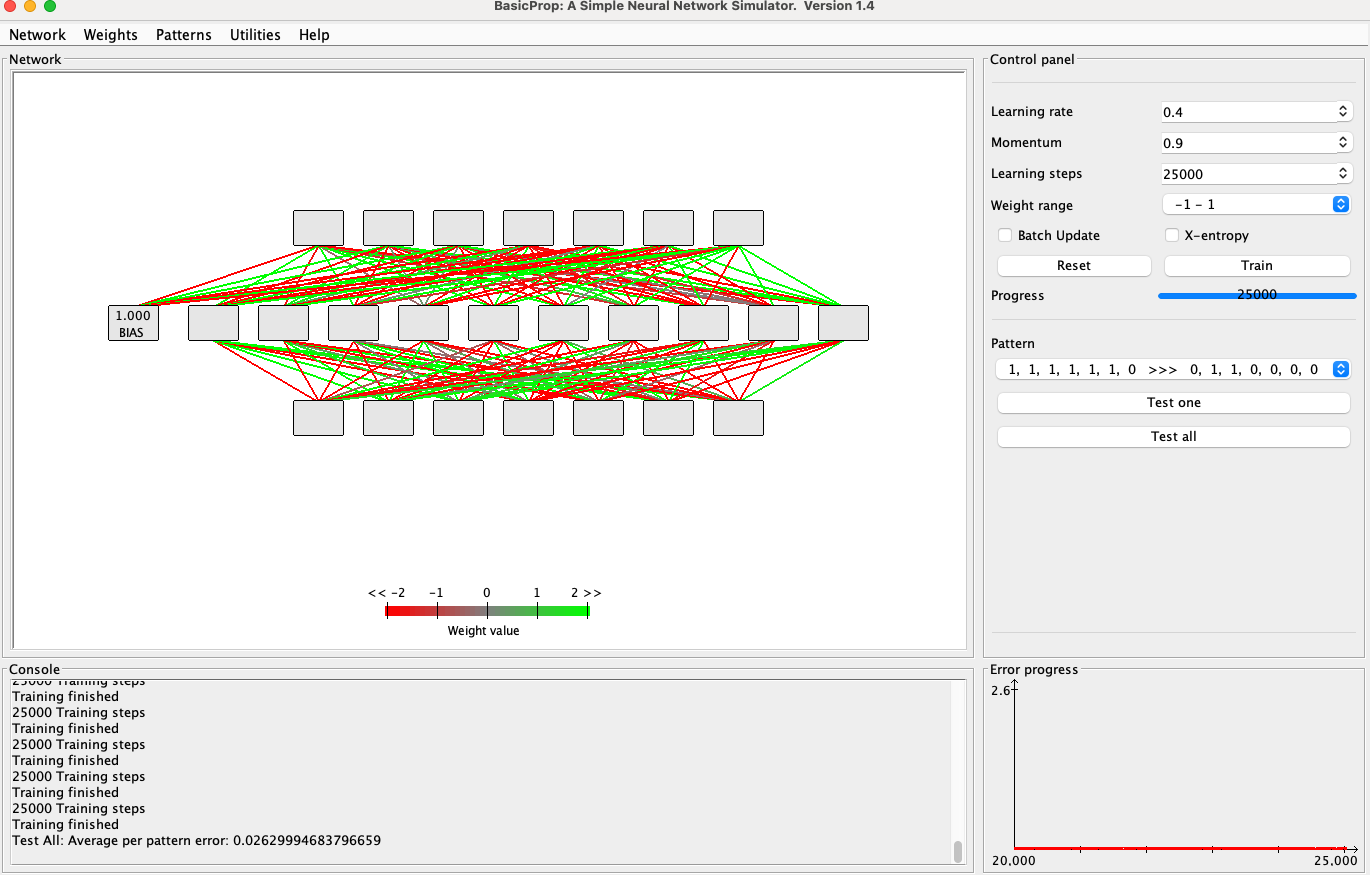 BasicProp: A Simple Neural Network Simulator. Version 1.4
Network Weights Patterns Utilities Help
Network
1.000
BIAS
<< -2 -1 0 1 2 >>
Weight value
Control panel
Learning rate 0.4
Momentum 0.9
Learning steps 25000
Weight range -1 - 1
Batch Update X-entropy
Reset Train
Progress 25000
Pattern
1, 1, 1, 1, 1, 1, 0 >>> 0, 1, 1, 0, 0, 0, 0
Test one
Test all
Console
25000 Training steps
Training finished
25000 Training steps
Training finished
25000 Training steps
Training finished
25000 Training steps
Training finished
25000 Training steps
Training finished
Test All: Average per pattern error: 0.02629994683796659
Error progress
2.6
20,000 25,000